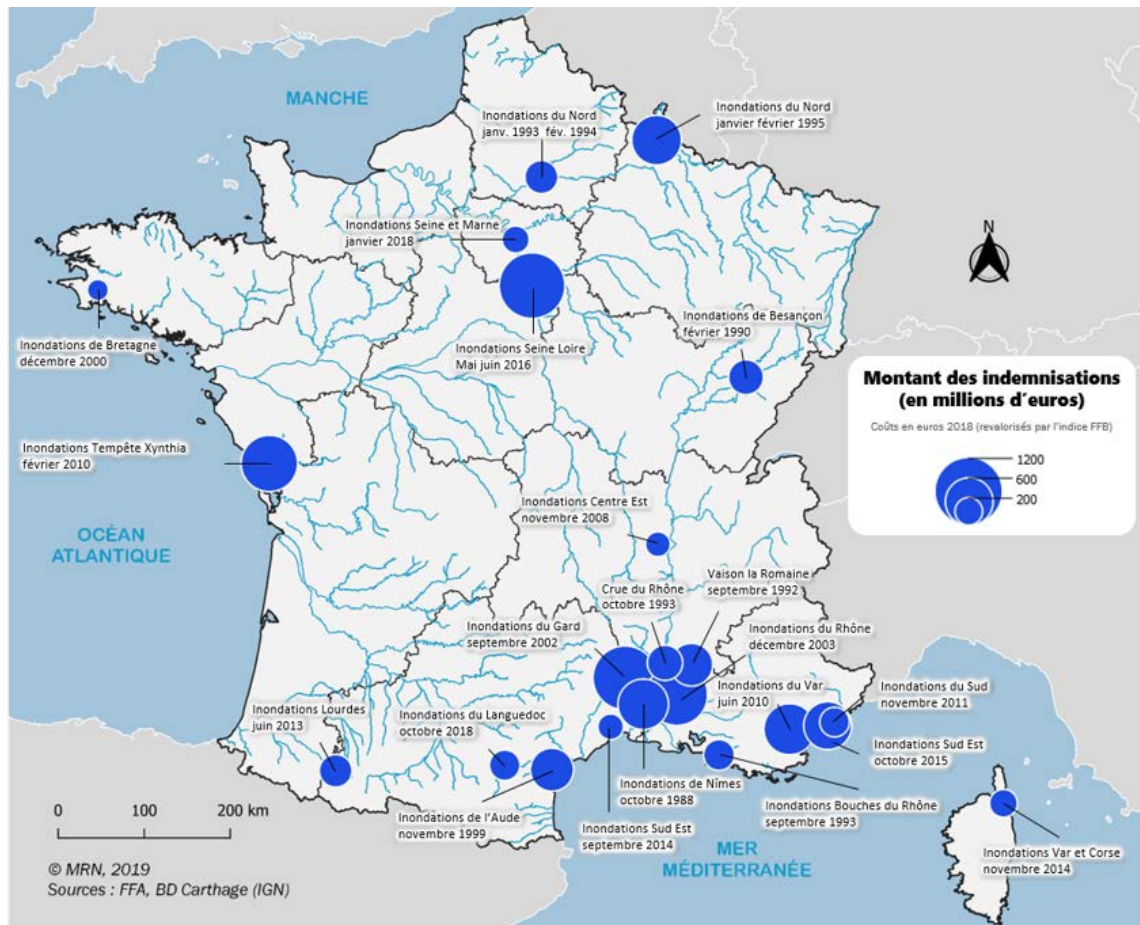 MANCHE
Inondations du Nord
janv. 1993 fév. 1994
Inondations du Nord
janvier février 1995
Inondations Seine et Marne
janvier 2018
N
Inondations de Besançon
février 1990
Inondations de Bretagne
décembre 2000
Inondations Seine Loire
Mai juin 2016
Montant des indemnisations
(en millions d'euros)
Coûts en euros 2018 (revalorisés par l'indice FFB)
1200
600
200
Inondations Tempête Xynthia
février 2010
OCÉAN
ATLANTIQUE
Inondations Centre Est
novembre 2008
Crue du Rhône
octobre 1993
Vaison la Romaine
septembre 1992
Inondations du Gard
septembre 2002
Inondations du Rhône
décembre 2003
Inondations du Var
juin 2010
Inondations du Sud
novembre 2011
Inondations Lourdes
juin 2013
Inondations du Languedoc
octobre 2018
Inondations Sud Est
octobre 2015
Inondations de Nîmes
octobre 1988
Inondations Bouches du Rhône
septembre 1993
Inondations de l'Aude
novembre 1999
Inondations Sud Est
septembre 2014
MER
MÉDITERRANÉE
Inondations Var et Corse
novembre 2014
0 100 200 km
© MRN, 2019
Sources : FFA, BD Carthage (IGN)